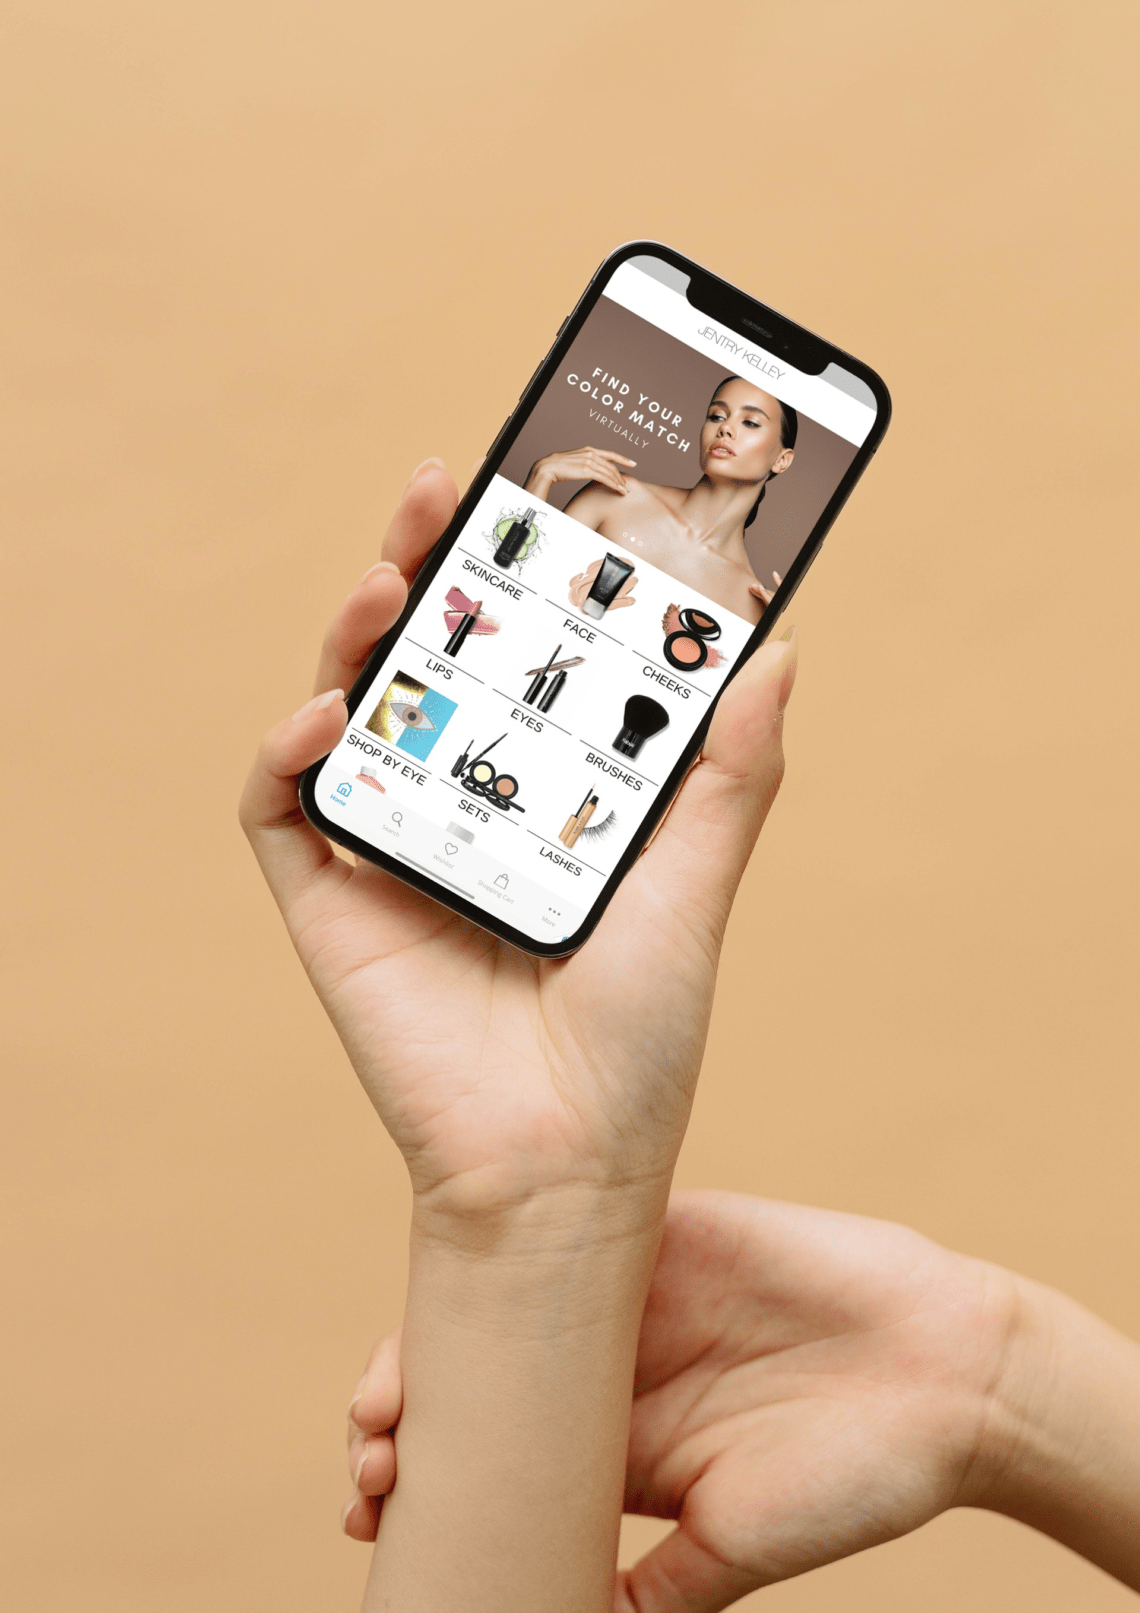 JENTRY KELLEY
FIND YOUR
COLOR MATCH
VIRTUALLY
SKINCARE
FACE
CHEEKS
LIPS
EYES
BRUSHES
SHOP BY EYE
SETS
LASHES
Home
Search
Wishlist
Shopping Cart
More